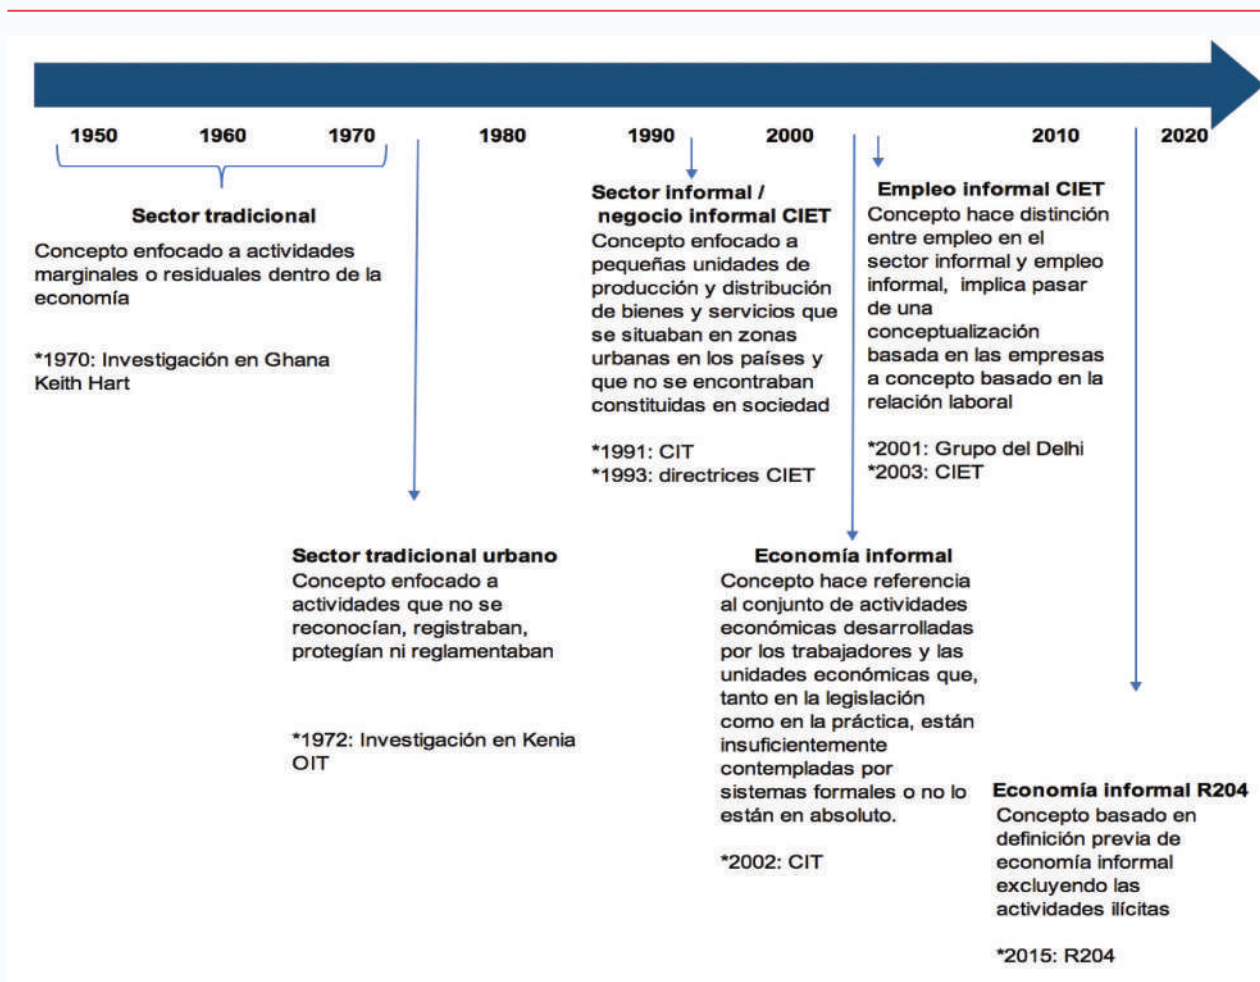 1950 1960 1970 1980 1990 2000 2010 2020
Sector tradicional
Concepto enfocado a actividades
marginales o residuales dentro de la
economía
*1970: Investigación en Ghana
Keith Hart
Sector tradicional urbano
Concepto enfocado a
actividades que no se
reconocían, registraban,
protegían ni reglamentaban
*1972: Investigación en Kenia
OIT
Sector informal /
negocio informal CIET
Concepto enfocado a
pequeñas unidades de
producción y distribución
de bienes y servicios que
se situaban en zonas
urbanas en los países y
que no se encontraban
constituidas en sociedad
*1991: CIT
*1993: directrices CIET
Economía informal
Concepto hace referencia
al conjunto de actividades
económicas desarrolladas
por los trabajadores y las
unidades económicas que,
tanto en la legislación
como en la práctica, están
insuficientemente
contempladas por
sistemas formales o no lo
están en absoluto.
*2002: CIT
Empleo informal CIET
Concepto hace distinción
entre empleo en el
sector informal y empleo
informal, implica pasar
de una
conceptualización
basada en las empresas
a concepto basado en la
relación laboral
*2001: Grupo del Delhi
*2003: CIET
Economía informal R204
Concepto basado en
definición previa de
economía informal
excluyendo las
actividades ilícitas
*2015: R204